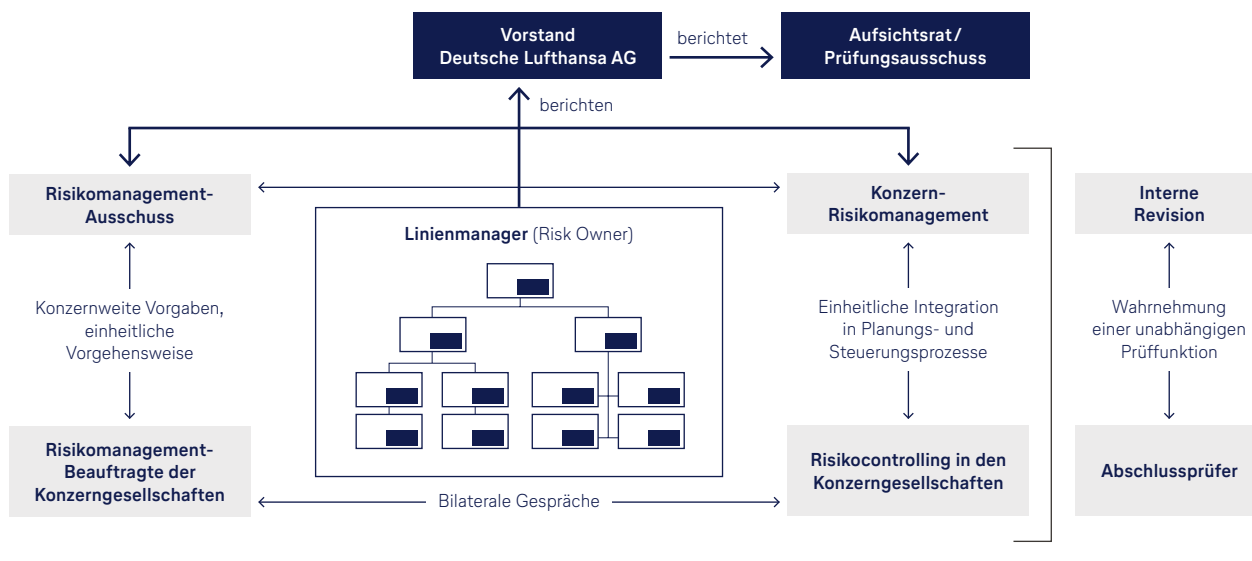 Vorstand
Deutsche Lufthansa AG
berichtet
Aufsichtsrat/
Prüfungsausschuss
berichten
Risikomanagement-
Ausschuss
Konzern-
Risikomanagement
Interne
Revision
Linienmanager (Risk Owner)
Konzernweite Vorgaben,
einheitliche
Vorgehensweise
Einheitliche Integration
in Planungs- und
Steuerungsprozesse
Wahrnehmung
einer unabhängigen
Prüffunktion
Risikomanagement-
Beauftragte der
Konzerngesellschaften
Bilaterale Gespräche
Risikocontrolling in den
Konzerngesellschaften
Abschlussprüfer